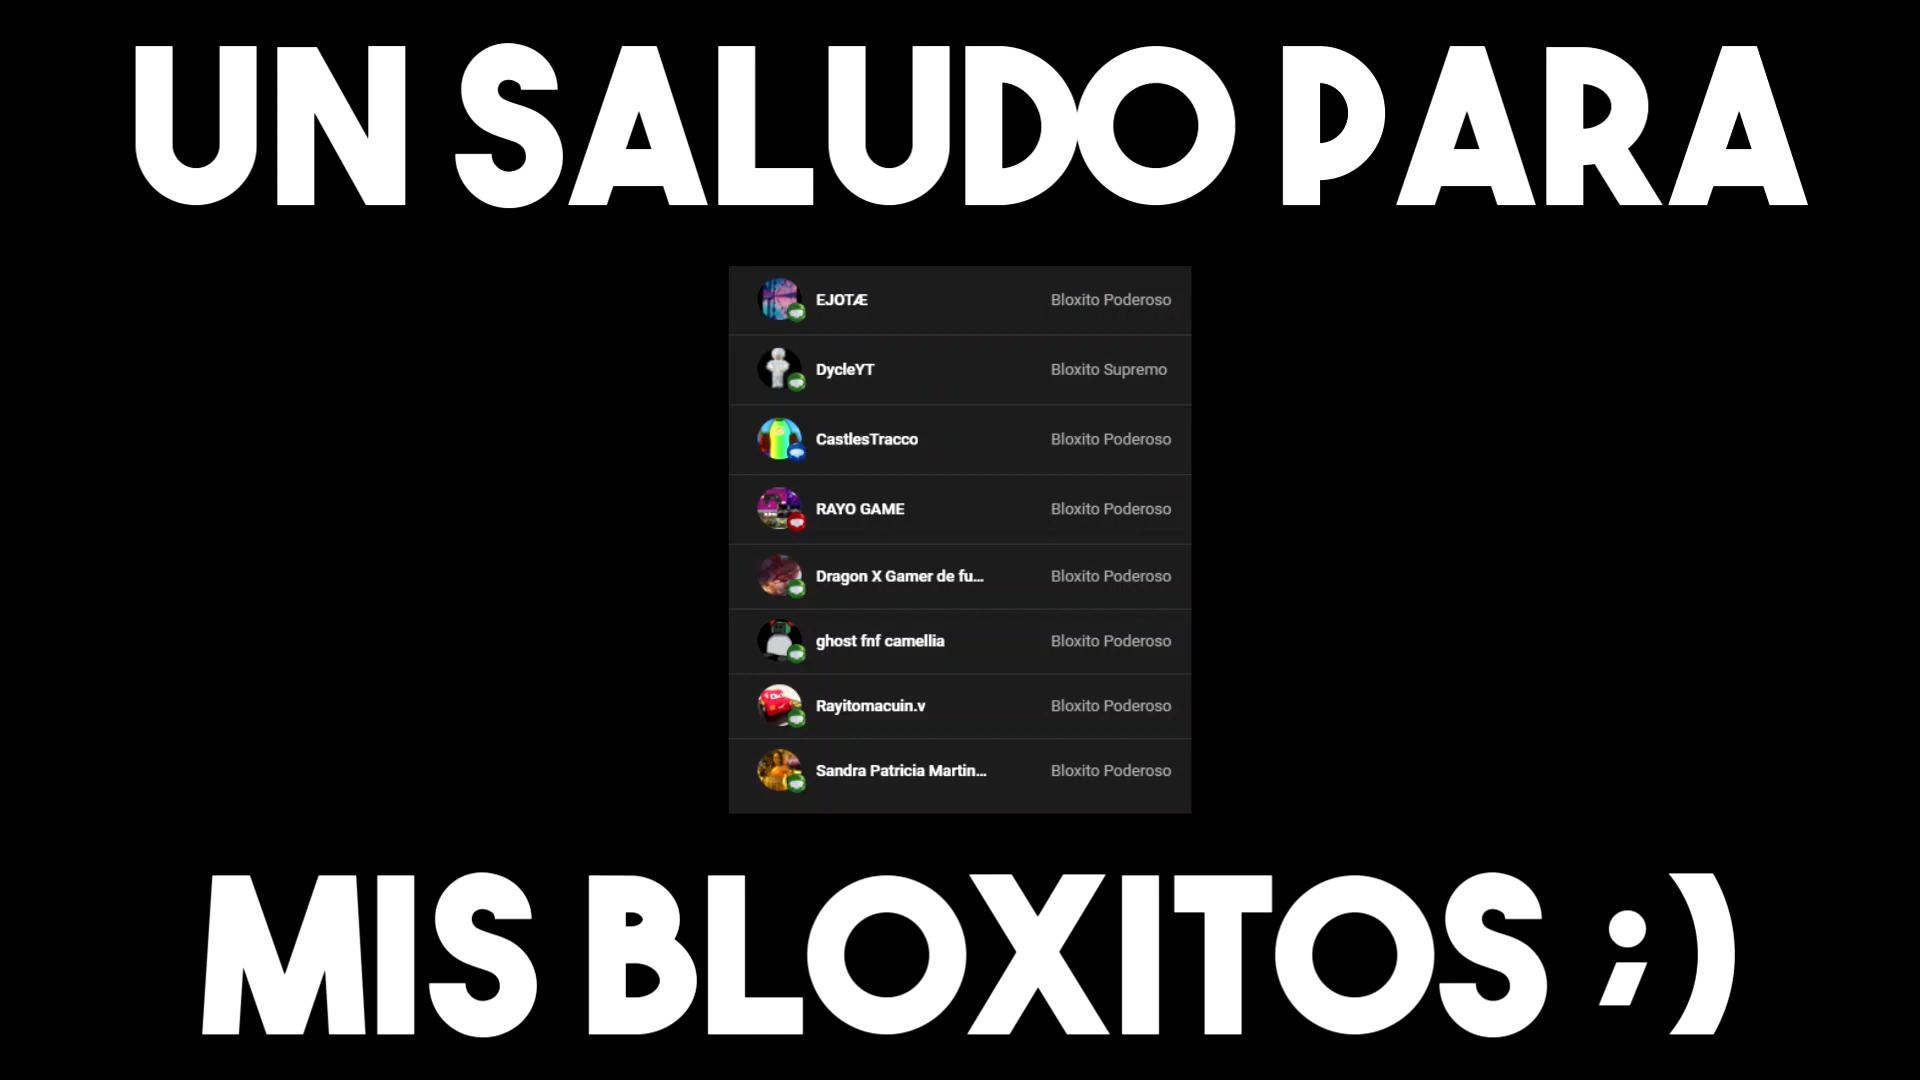 UN SALUDO PARA
EJOTÆ Bloxito Poderoso
DycleYT Bloxito Supremo
CastlesTracco Bloxito Poderoso
RAYO GAME Bloxito Poderoso
Dragon X Gamer de fu... Bloxito Poderoso
ghost fnf camellia Bloxito Poderoso
Rayitomacuin.v Bloxito Poderoso
Sandra Patricia Martin... Bloxito Poderoso
MIS BLOXITOS ;)